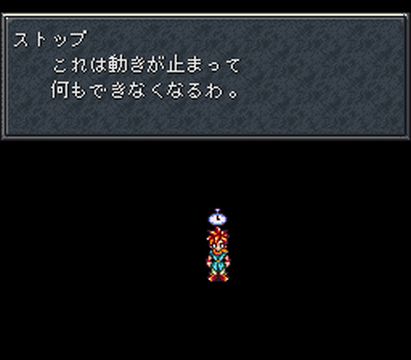 ストップ
これは動きが止まって
何もできなくなるわ。